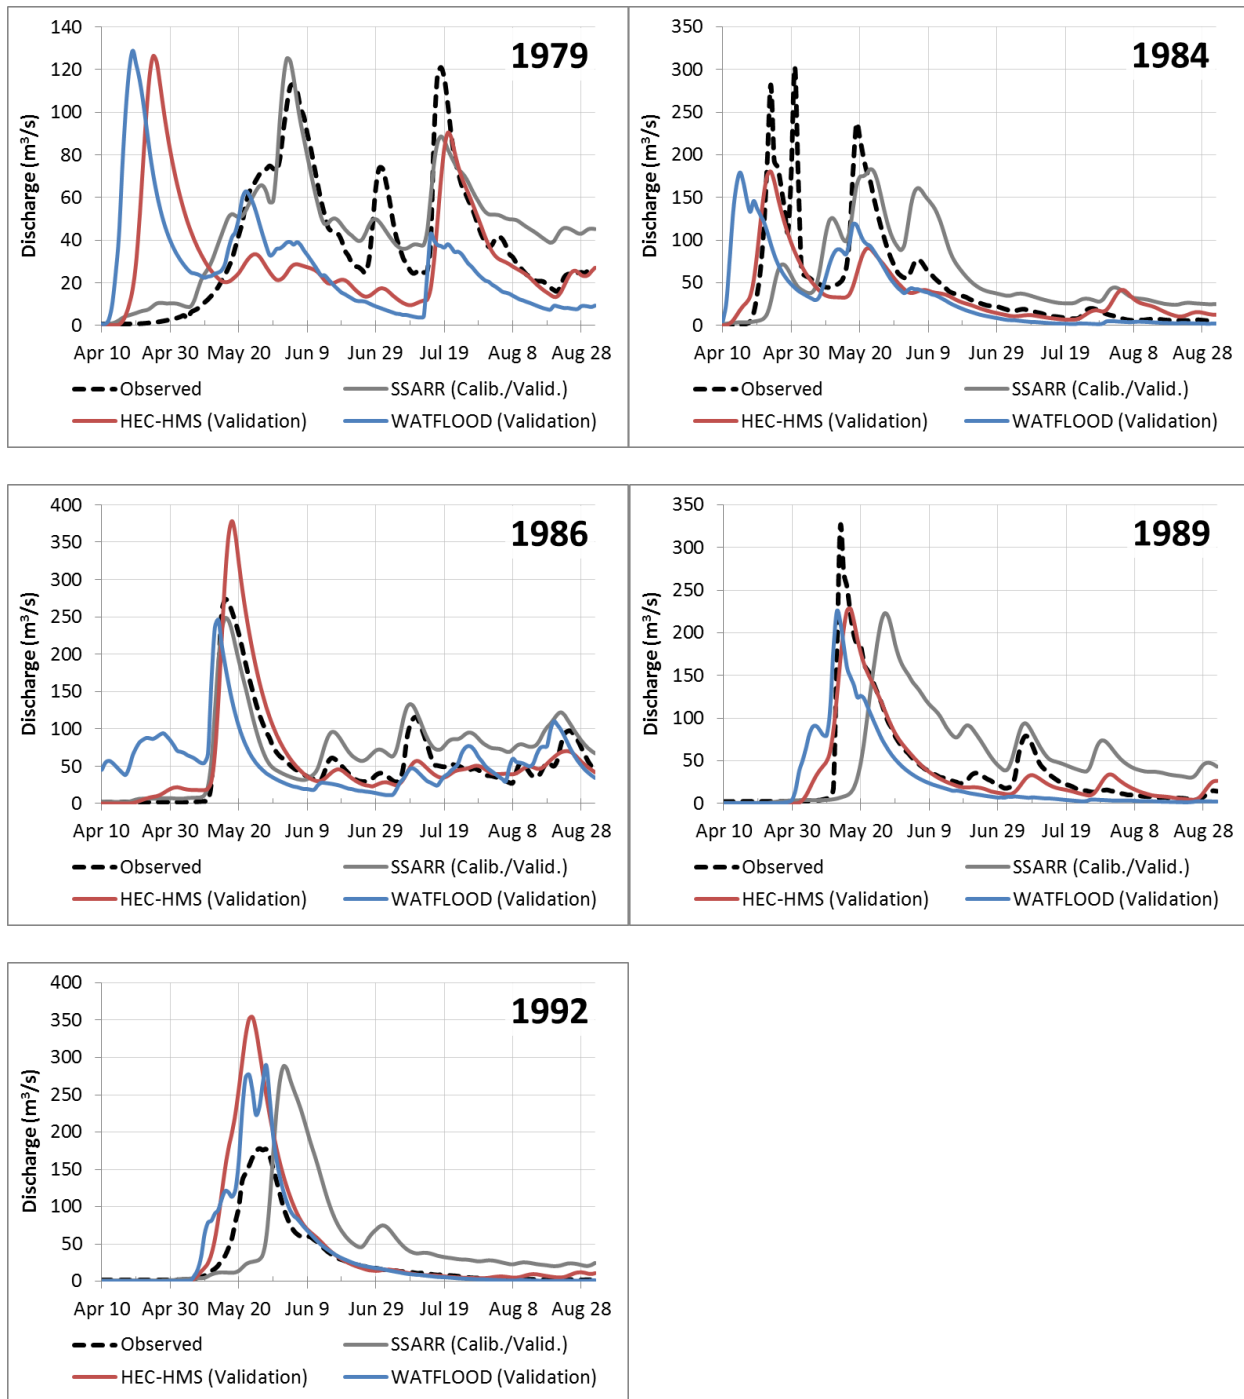 1979
Discharge (m³/s)
140
120
100
80
60
40
20
0
Apr 10 Apr 30 May 20 Jun 9 Jun 29 Jul 19 Aug 8 Aug 28
Observed SSARR (Calib./Valid.)
HEC-HMS (Validation) WATFLOOD (Validation)
1984
Discharge (m³/s)
350
300
250
200
150
100
50
0
Apr 10 Apr 30 May 20 Jun 9 Jun 29 Jul 19 Aug 8 Aug 28
Observed SSARR (Calib./Valid.)
HEC-HMS (Validation) WATFLOOD (Validation)
1986
Discharge (m³/s)
400
350
300
250
200
150
100
50
0
Apr 10 Apr 30 May 20 Jun 9 Jun 29 Jul 19 Aug 8 Aug 28
Observed SSARR (Calib./Valid.)
HEC-HMS (Validation) WATFLOOD (Validation)
1989
Discharge (m³/s)
350
300
250
200
150
100
50
0
Apr 10 Apr 30 May 20 Jun 9 Jun 29 Jul 19 Aug 8 Aug 28
Observed SSARR (Calib./Valid.)
HEC-HMS (Validation) WATFLOOD (Validation)
1992
Discharge (m³/s)
400
350
300
250
200
150
100
50
0
Apr 10 Apr 30 May 20 Jun 9 Jun 29 Jul 19 Aug 8 Aug 28
Observed SSARR (Calib./Valid.)
HEC-HMS (Validation) WATFLOOD (Validation)